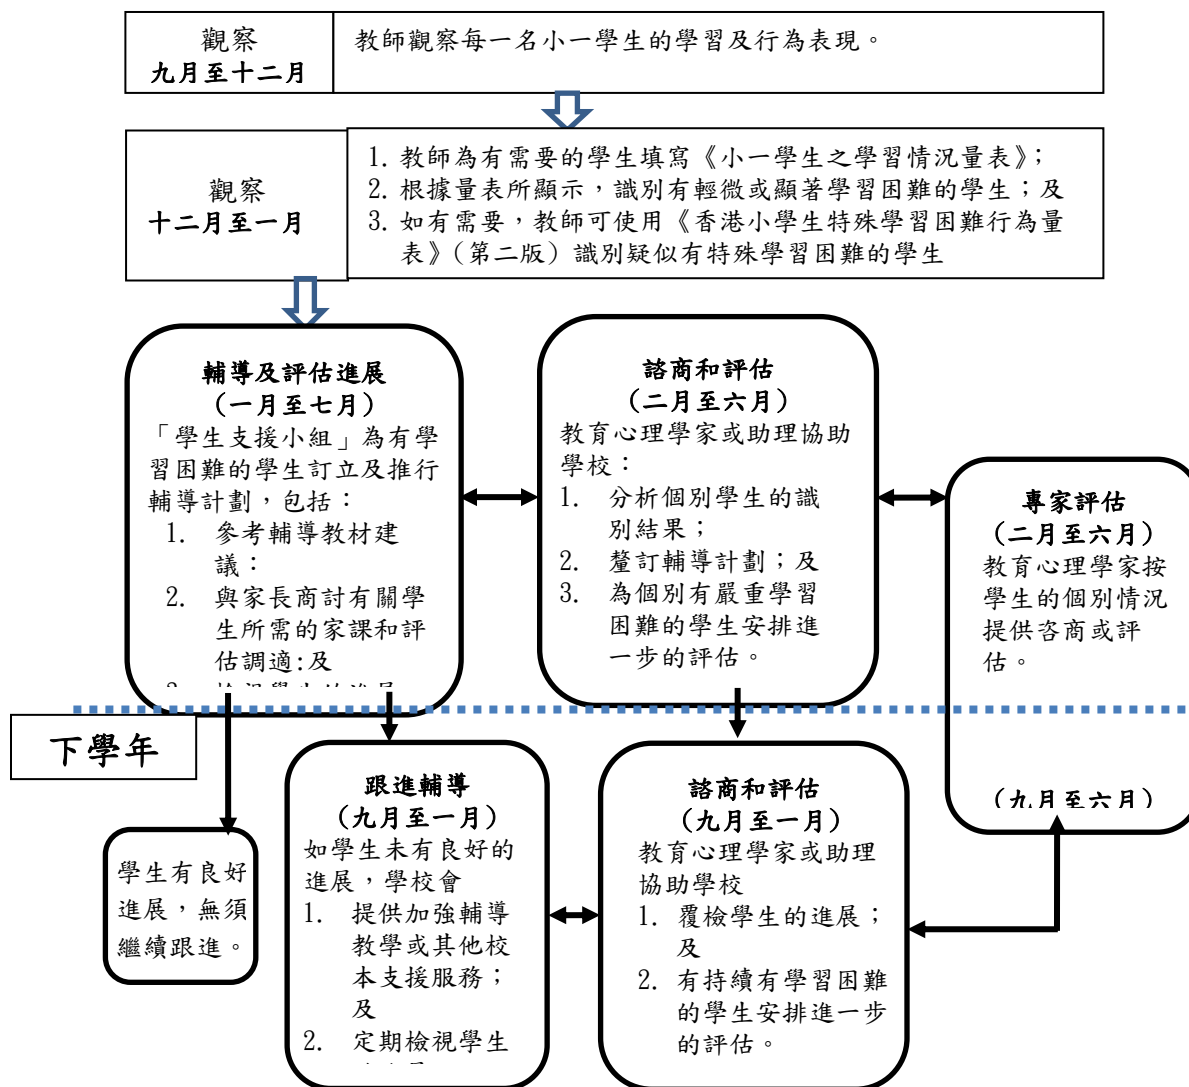 觀察
九月至十二月
教師觀察每一名小一學生的學習及行為表現。
觀察
十二月至一月
1. 教師為有需要的學生填寫《小一學生之學習情況量表》；
2. 根據量表所顯示，識別有輕微或顯著學習困難的學生；及
3. 如有需要，教師可使用《香港小學生特殊學習困難行為量
表》(第二版) 識別疑似有特殊學習困難的學生
輔導及評估進展
(一月至七月)
「學生支援小組」為有學
習困難的學生訂立及推行
輔導計劃，包括：
1. 參考輔導教材建
議：
2. 與家長商討有關學
生所需的家課和評
估調適:及
諮商和評估
(二月至六月)
教育心理學家或助理協助
學校：
1. 分析個別學生的識
別結果；
2. 釐訂輔導計劃；及
3. 為個別有嚴重學習
困難的學生安排進
一步的評估。
專家評估
(二月至六月)
教育心理學家按
學生的個別情況
提供咨商或評
估。
(九月至六月)
下學年
學生有良好
進展，無須
繼續跟進。
跟進輔導
(九月至一月)
如學生未有良好的
進展，學校會
1. 提供加強輔導
教學或其他校
本支援服務；
及
2. 定期檢視學生
諮商和評估
(九月至一月)
教育心理學家或助理
協助學校
1. 覆檢學生的進展；
及
2. 有持續有學習困難
的學生安排進一步
的評估。